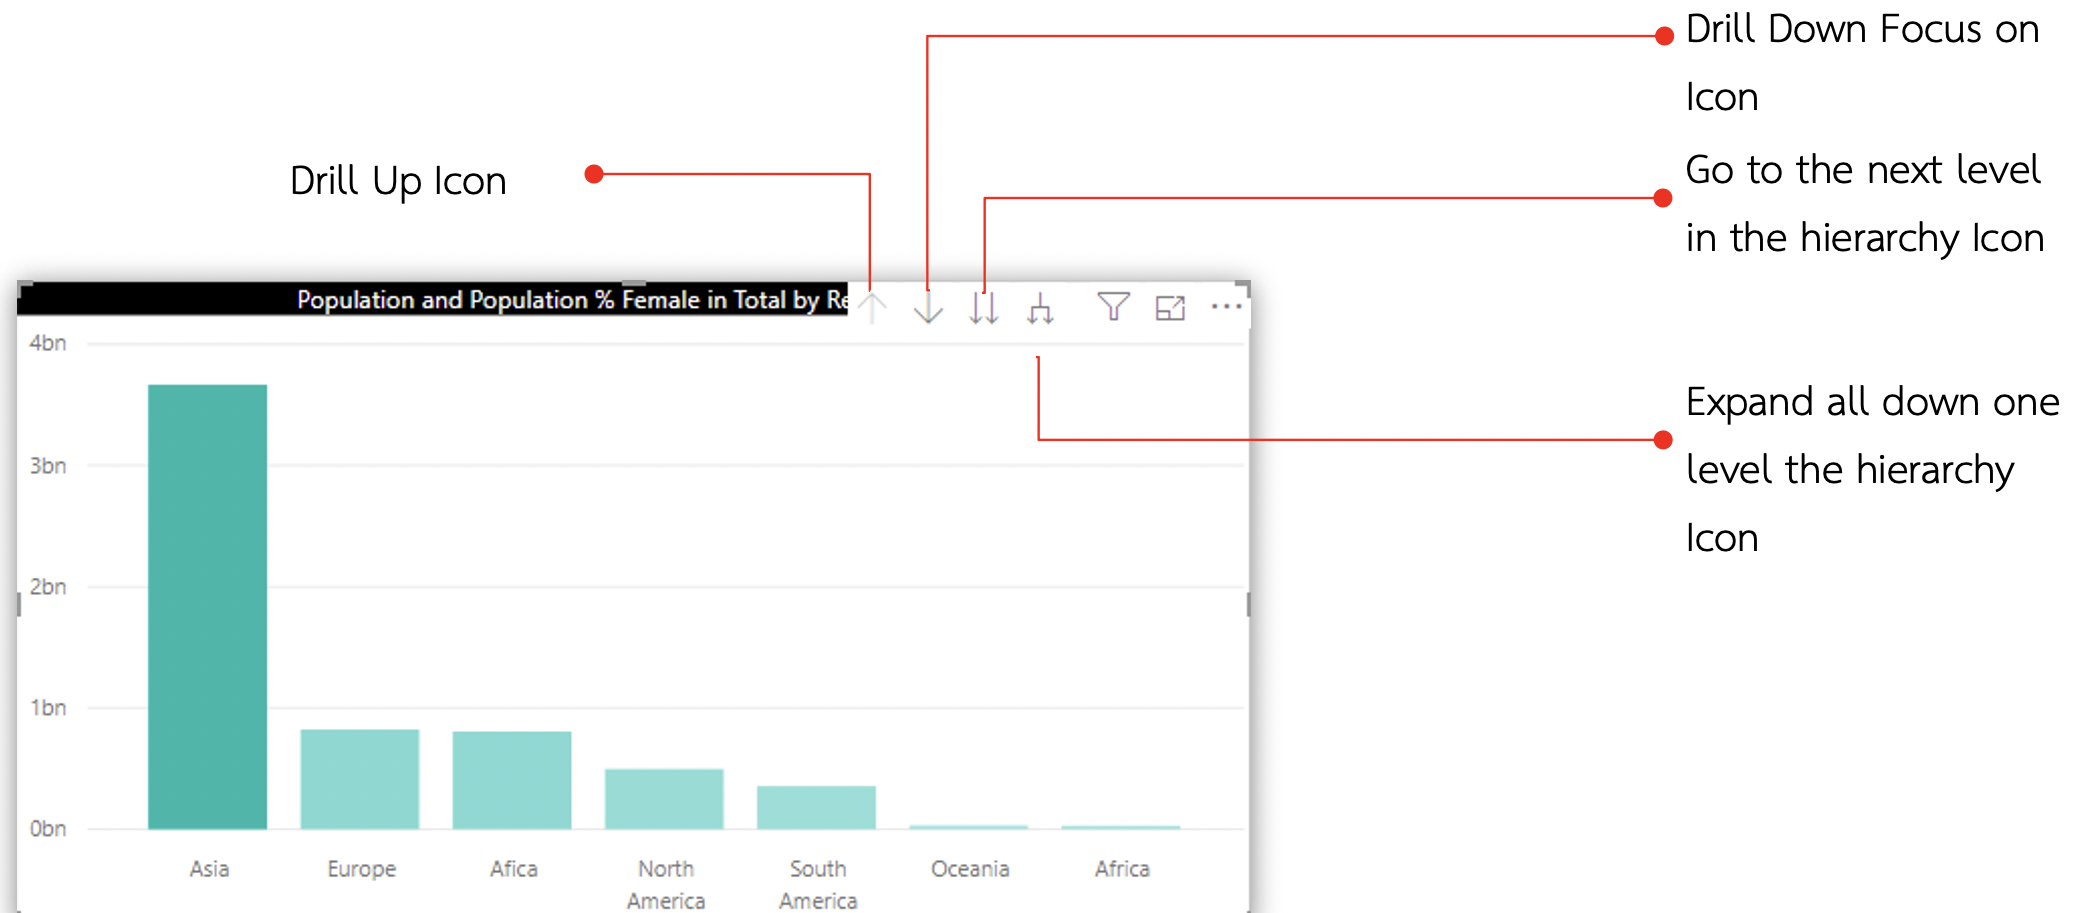 Drill Down Focus on
Icon
Drill Up Icon
Go to the next level
in the hierarchy Icon
Population and Population % Female in Total by Re
4bn
Expand all down one
level the hierarchy
Icon
3bn
2bn
1bn
0bn
Asia
Europe
Afica
North
America
South
America
Oceania
Africa